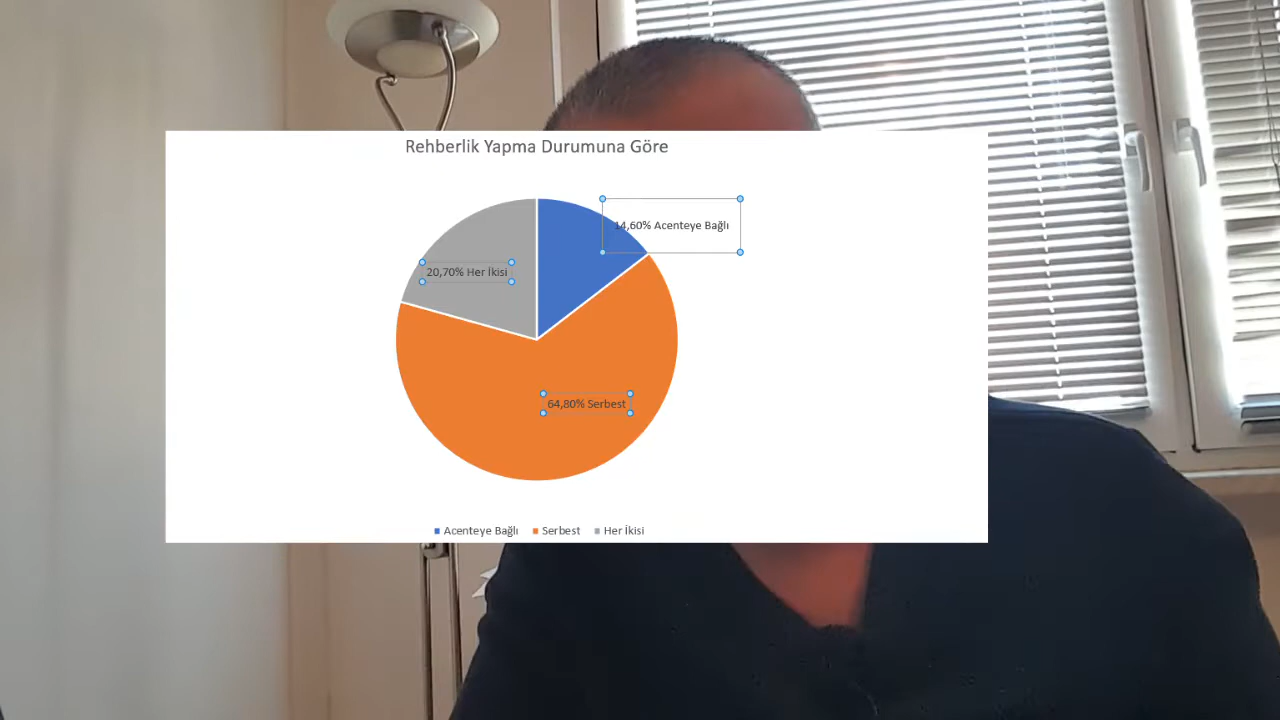 Rehberlik Yapma Durumuna Göre
14,60% Acenteye Bağlı
20,70% Her İkisi
64,80% Serbest
Acenteye Bağlı Serbest Her İkisi